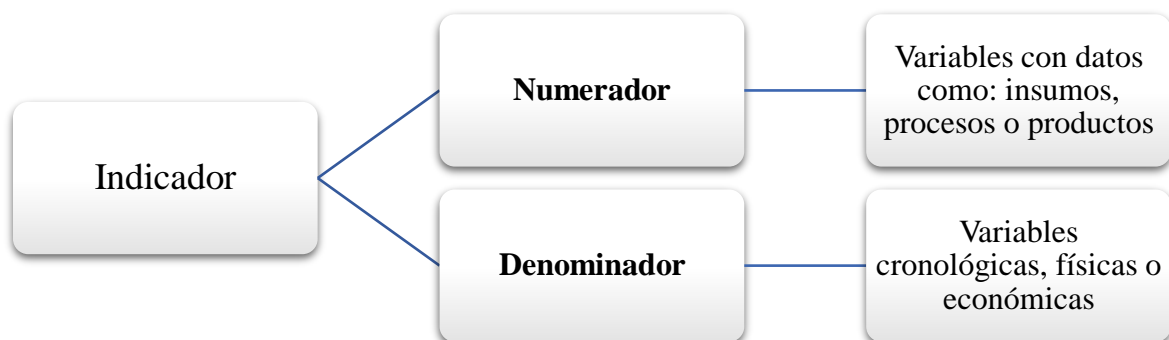 Indicador
Numerador
Variables con datos
como: insumos,
procesos o productos
Denominador
Variables
cronológicas, físicas o
económicas